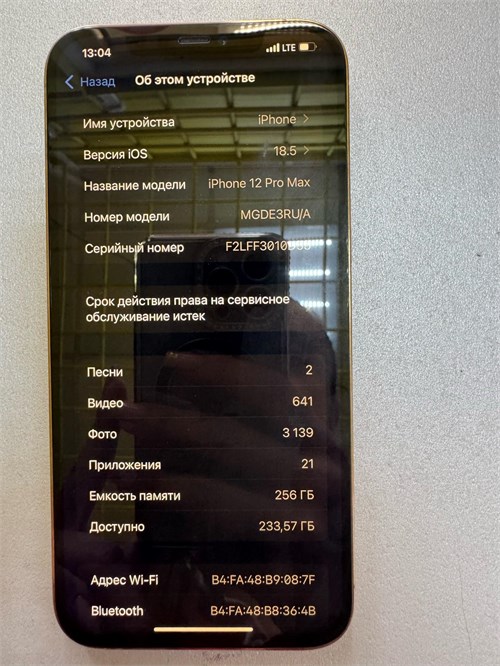 13:04 LTE
Назад Об этом устройстве
Имя устройства iPhone
Версия iOS 18.5
Название модели iPhone 12 Pro Max
Номер модели MGDE3RU/A
Серийный номер
Срок действия права на сервисное
обслуживание истек
Песни 2
Видео 641
Фото 3 139
Приложения 21
Емкость памяти 256 ГБ
Доступно 233,57 ГБ
Адрес Wi-Fi B4:FA:48:B9:08:7F
Bluetooth B4:FA:48:B8:36:4B